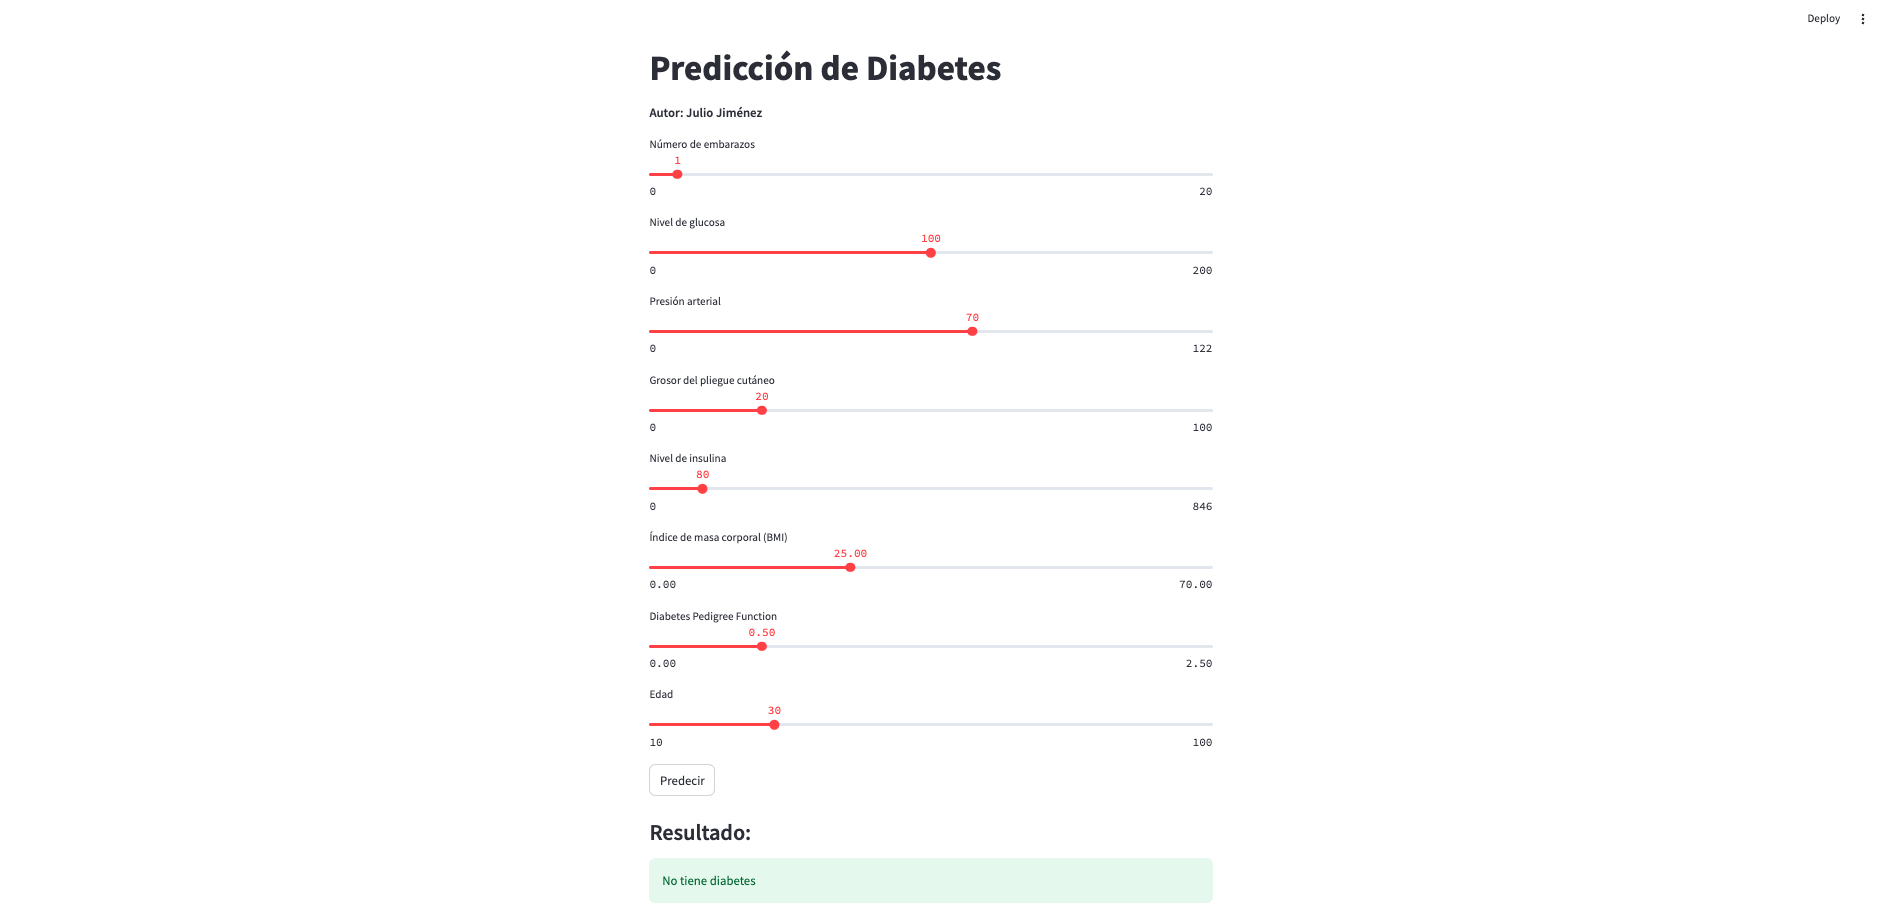 Deploy
Predicción de Diabetes
Autor: Julio Jiménez
Número de embarazos
1
0 20
Nivel de glucosa
100
0 200
Presión arterial
70
0 122
Grosor del pliegue cutáneo
20
0 100
Nivel de insulina
80
0 846
Índice de masa corporal (BMI)
25.00
0.00 70.00
Diabetes Pedigree Function
0.50
0.00 2.50
Edad
30
10 100
Predecir
Resultado:
No tiene diabetes